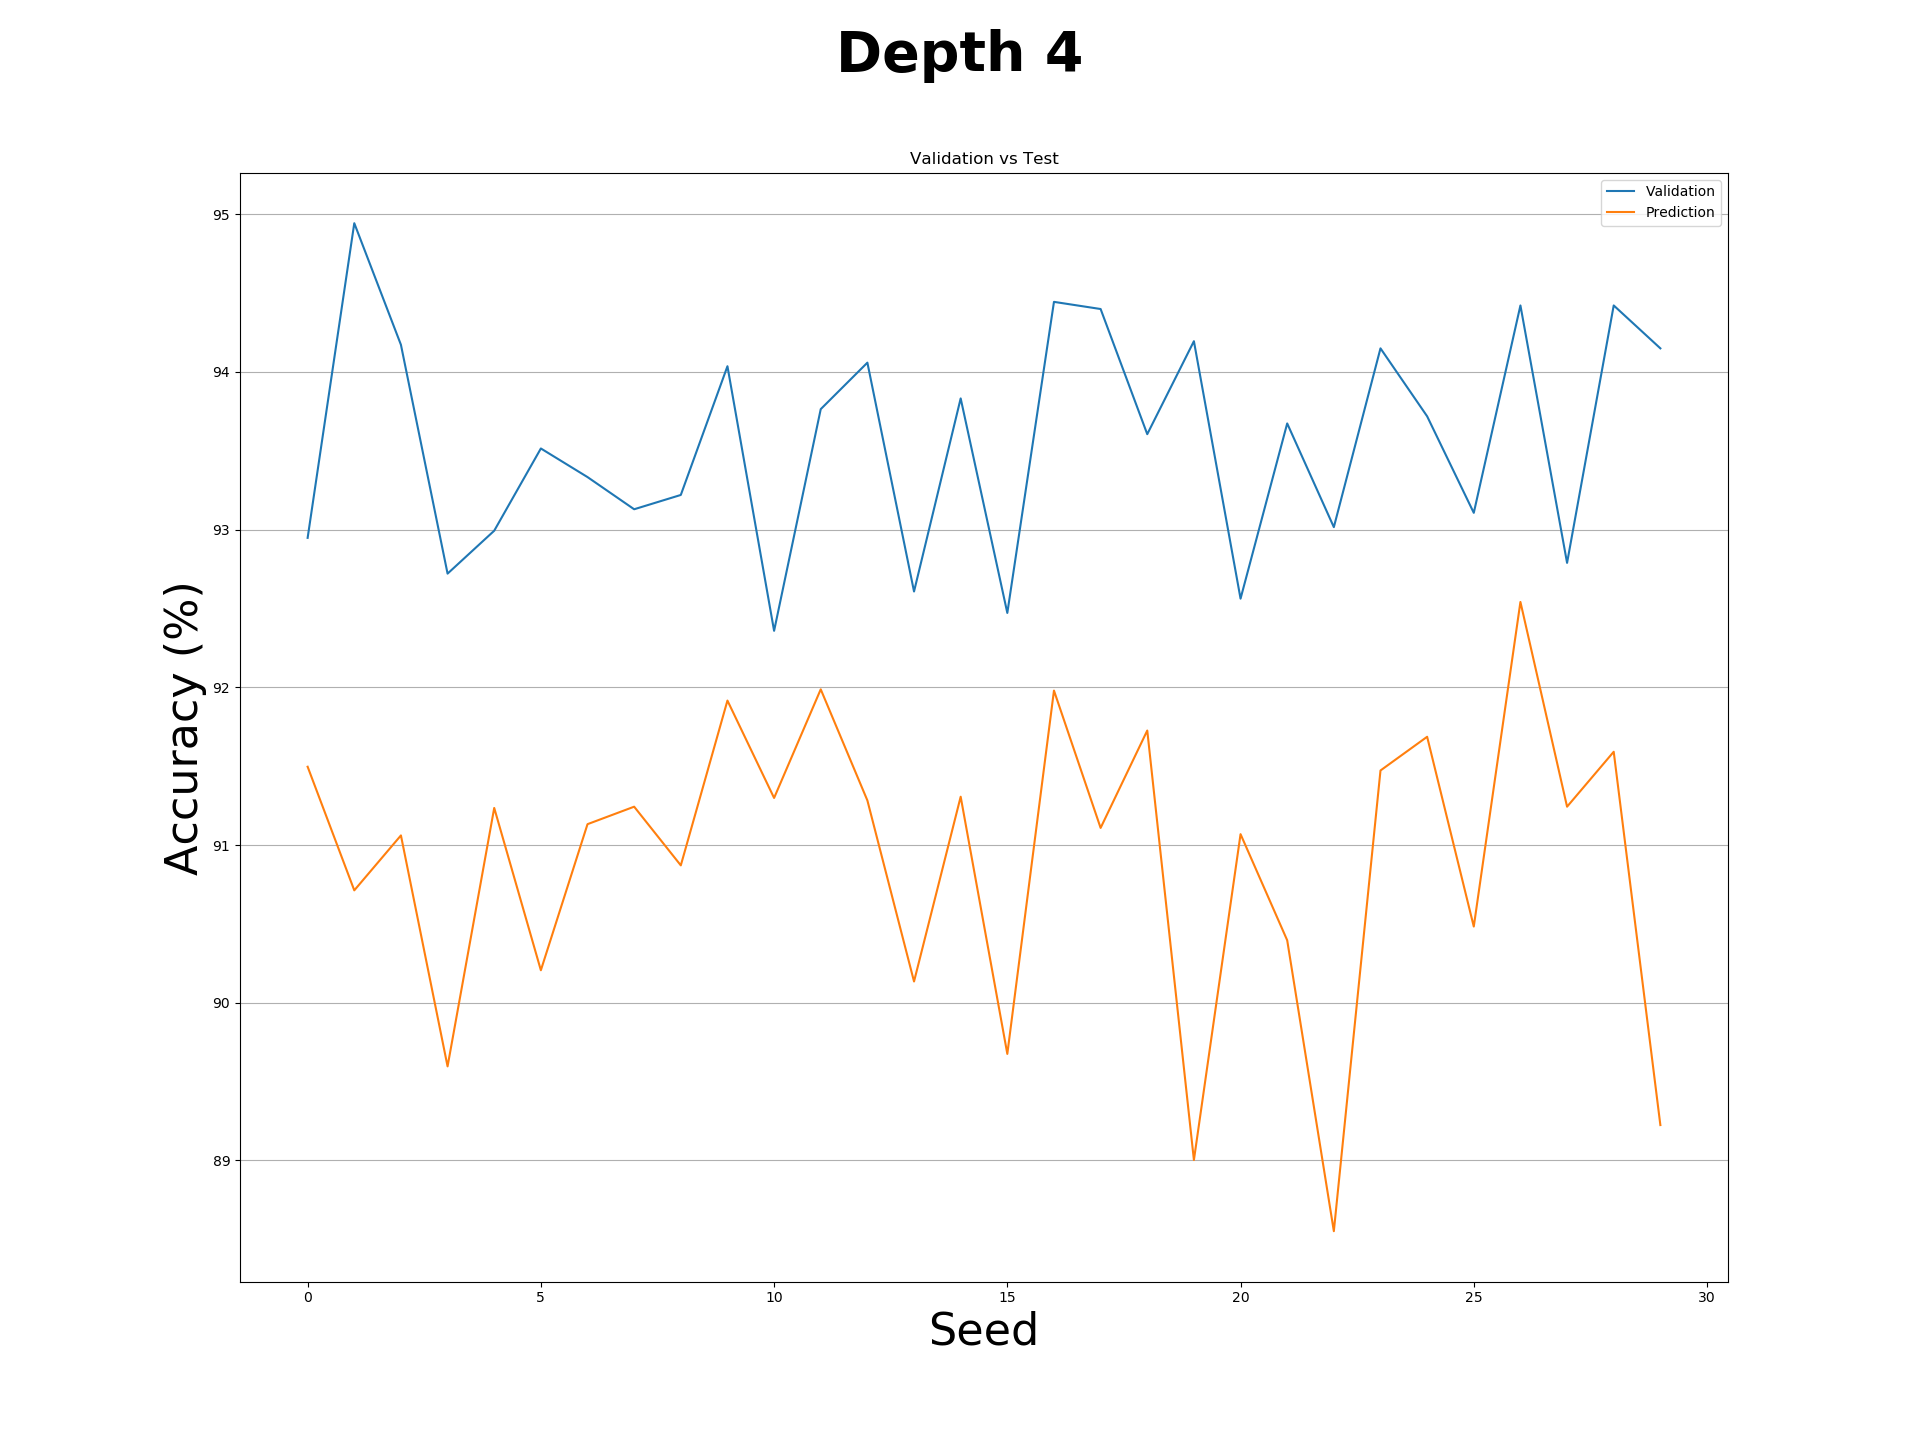 Depth 4
Validation vs Test
Validation
Prediction
95
94
93
92
91
90
89
Accuracy (%)
0 5 10 15 20 25 30
Seed